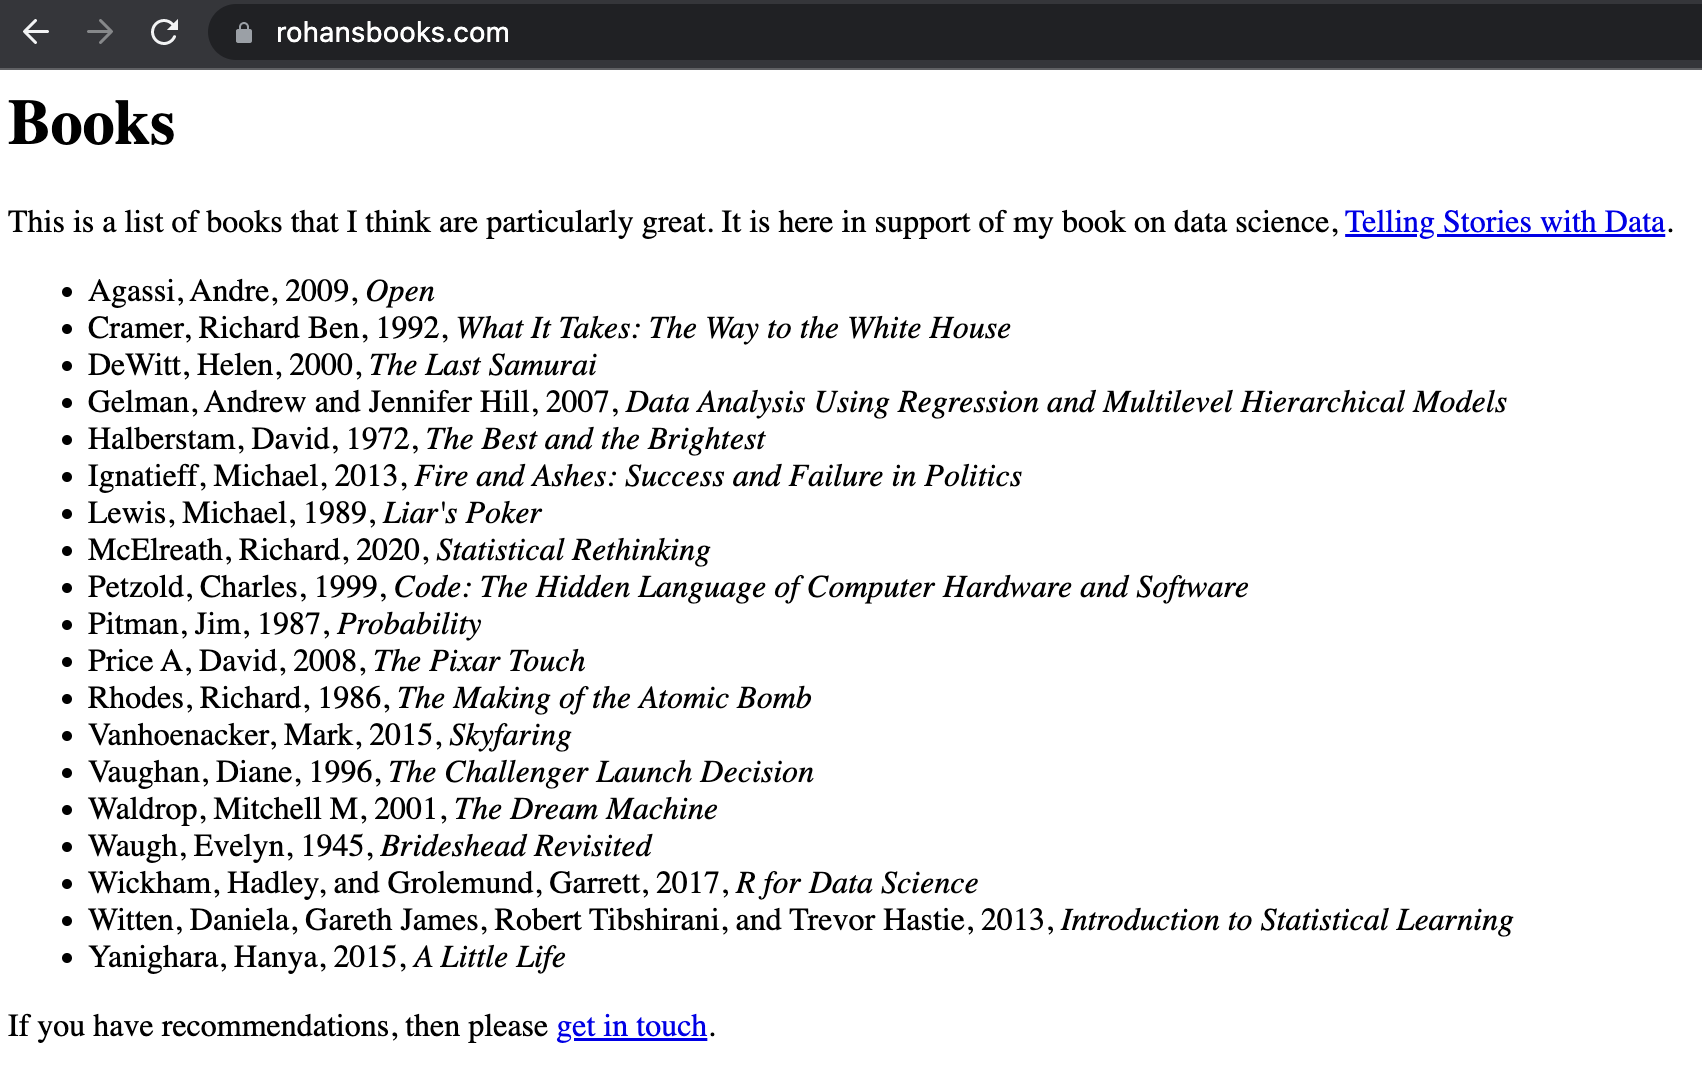 rohansbooks.com
Books
This is a list of books that I think are particularly great. It is here in support of my book on data science, Telling Stories with Data.
• Agassi, Andre, 2009, Open
• Cramer, Richard Ben, 1992, What It Takes: The Way to the White House
• DeWitt, Helen, 2000, The Last Samurai
• Gelman, Andrew and Jennifer Hill, 2007, Data Analysis Using Regression and Multilevel Hierarchical Models
• Halberstam, David, 1972, The Best and the Brightest
• Ignatieff, Michael, 2013, Fire and Ashes: Success and Failure in Politics
• Lewis, Michael, 1989, Liar's Poker
• McElreath, Richard, 2020, Statistical Rethinking
• Petzold, Charles, 1999, Code: The Hidden Language of Computer Hardware and Software
• Pitman, Jim, 1987, Probability
• Price A, David, 2008, The Pixar Touch
• Rhodes, Richard, 1986, The Making of the Atomic Bomb
• Vanhoenacker, Mark, 2015, Skyfaring
• Vaughan, Diane, 1996, The Challenger Launch Decision
• Waldrop, Mitchell M, 2001, The Dream Machine
• Waugh, Evelyn, 1945, Brideshead Revisited
• Wickham, Hadley, and Grolemund, Garrett, 2017, R for Data Science
• Witten, Daniela, Gareth James, Robert Tibshirani, and Trevor Hastie, 2013, Introduction to Statistical Learning
• Yanighara, Hanya, 2015, A Little Life
If you have recommendations, then please get in touch.